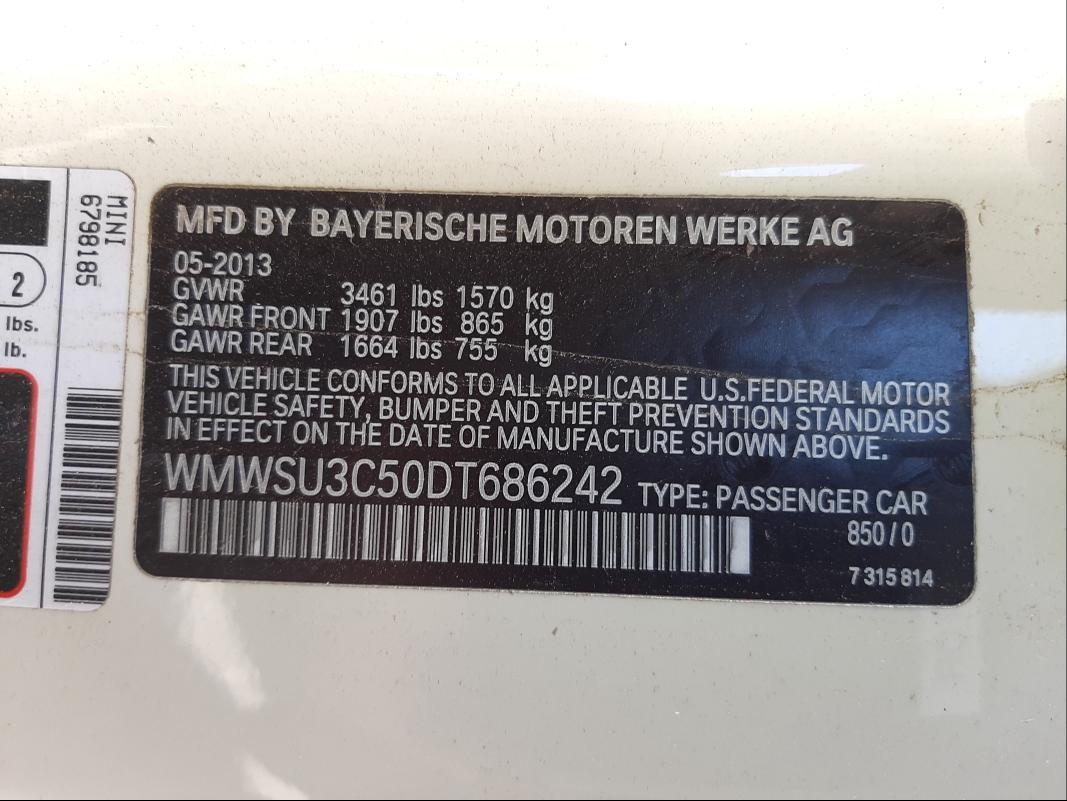 MINI
6798185
2
lbs.
lb.
MFD BY BAYERISCHE MOTOREN WERKE AG
05-2013
GVWR 3461 lbs 1570 kg
GAWR FRONT 1907 lbs 865 kg
GAWR REAR 1664 lbs 755 kg
THIS VEHICLE CONFORMS TO ALL APPLICABLE U.S.FEDERAL MOTOR
VEHICLE SAFETY, BUMPER AND THEFT PREVENTION STANDARDS
IN EFFECT ON THE DATE OF MANUFACTURE SHOWN ABOVE.
WMWSU3C50DT686242 TYPE: PASSENGER CAR
850/0
7 315 814